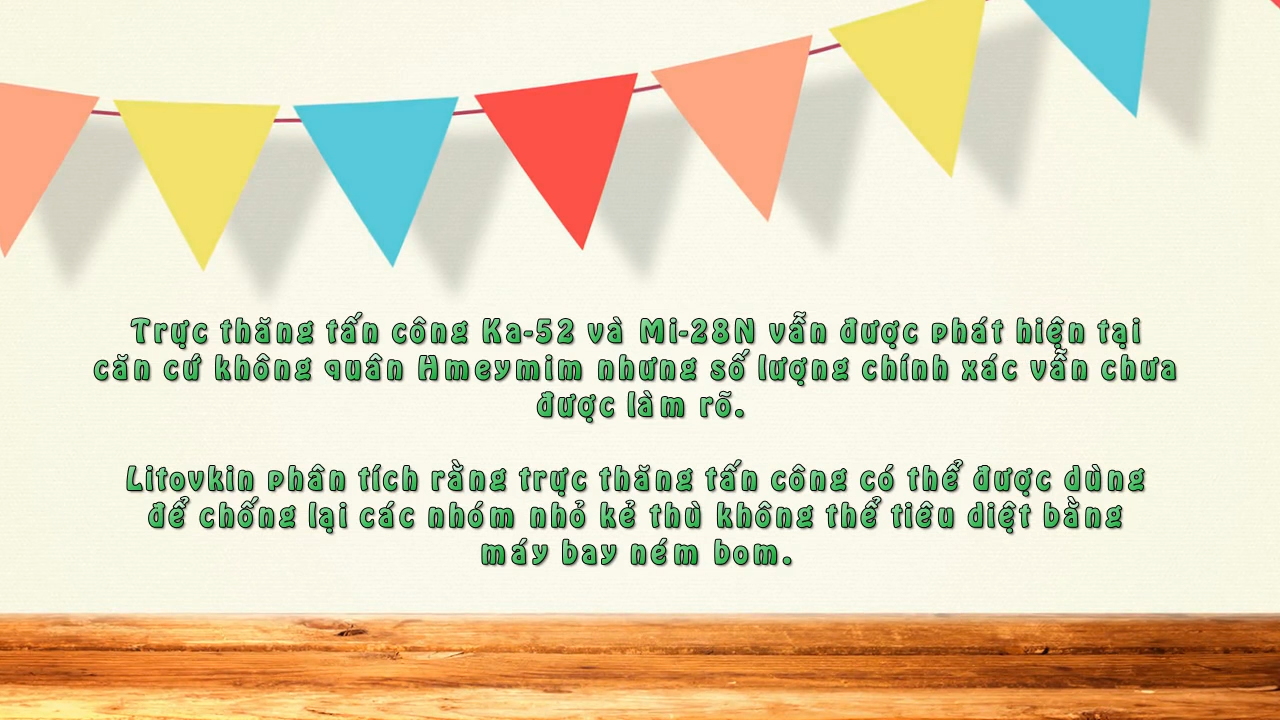 Trực thăng tấn công Ka-52 và Mi-28N vẫn được phát hiện tại
căn cứ không quân Hmeymim nhưng số lượng chính xác vẫn chưa
được làm rõ.
Litovkin phân tích rằng trực thăng tấn công có thể được dùng
để chống lại các nhóm nhỏ kẻ thù không thể tiêu diệt bằng
máy bay ném bom.